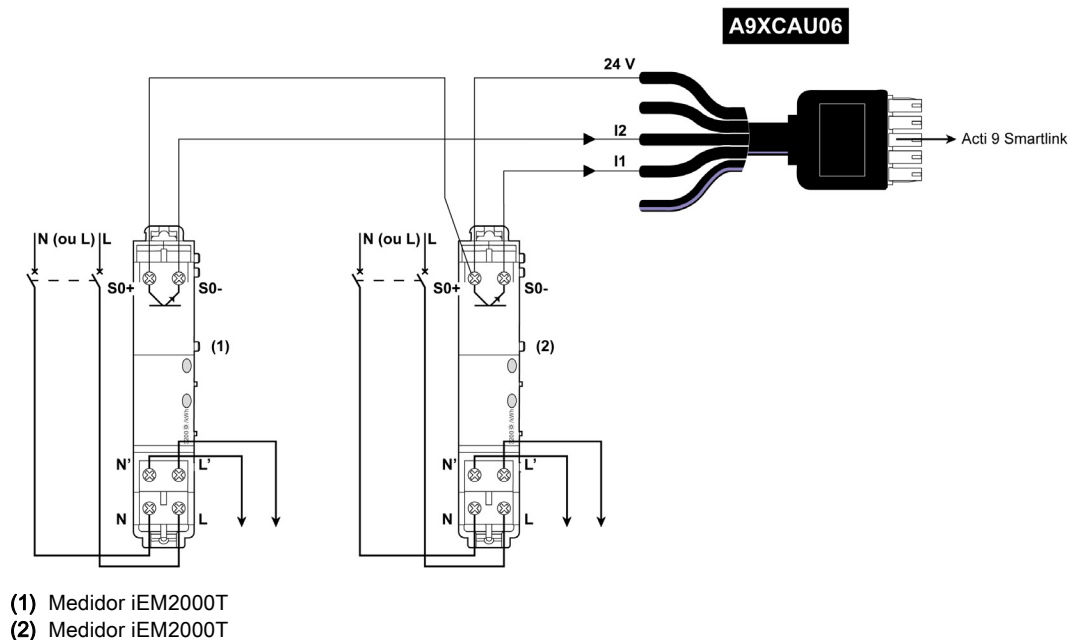 A9XCAU06
24 V
I2
Acti 9 Smartlink
I1
N (ou L) L
N (ou L) L
S0+ S0-
S0+ S0-
(1)
(2)
N' L'
N' L'
N L
N L
(1) Medidor iEM2000T
(2) Medidor iEM2000T